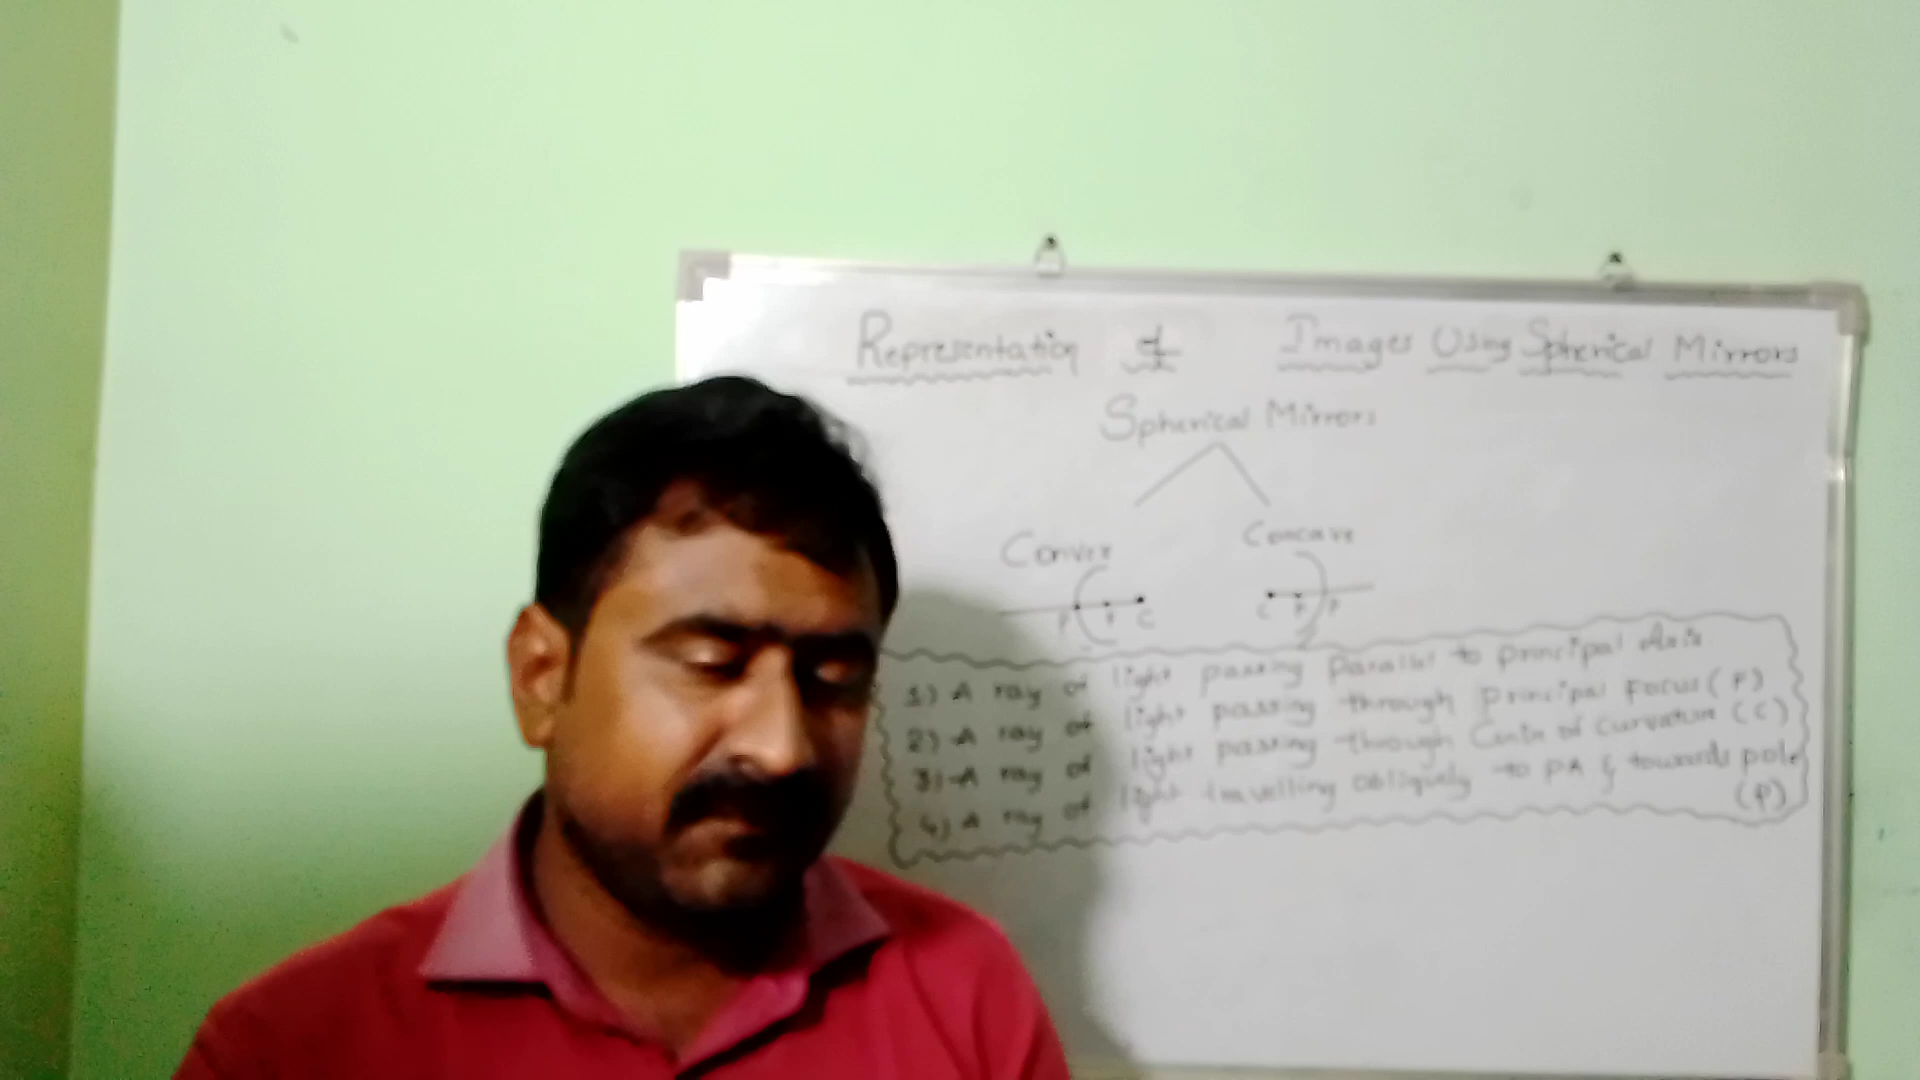 Representation of Images Using Spherical Mirrors
Spherical Mirrors
Convex Concave
P F C C F P
1) A ray of light passing parallel to principal Axis
2) A ray of light passing through principal Focus (F)
3) A ray of light passing through Centre of curvature (C)
4) A ray of light travelling obliquely to PA & towards pole
(P)